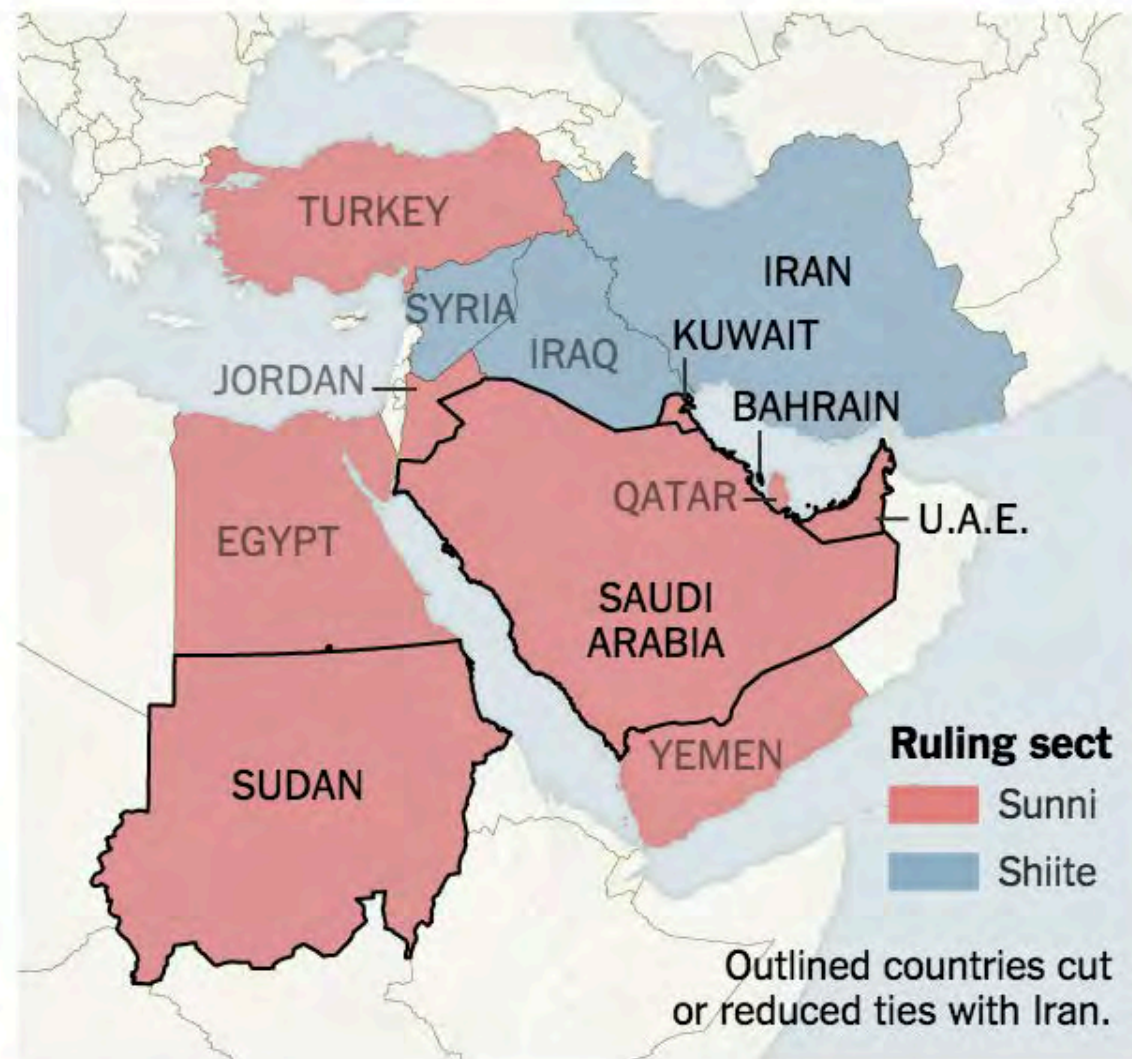 TURKEY
IRAN
SYRIA
KUWAIT
IRAQ
JORDAN
BAHRAIN
QATAR
U.A.E.
EGYPT
SAUDI
ARABIA
YEMEN
SUDAN
Ruling sect
Sunni
Shiite
Outlined countries cut
or reduced ties with Iran.